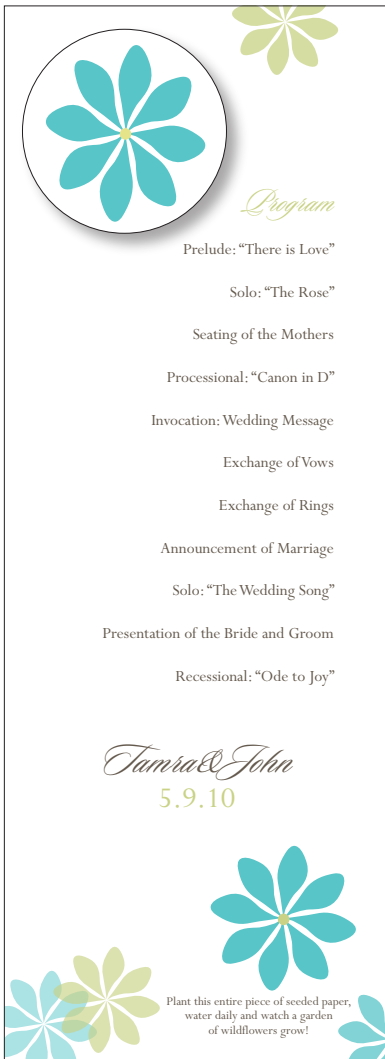 Program
Prelude: “There is Love”
Solo: “The Rose”
Seating of the Mothers
Processional: “Canon in D”
Invocation: Wedding Message
Exchange of Vows
Exchange of Rings
Announcement of Marriage
Solo: “The Wedding Song”
Presentation of the Bride and Groom
Recessional: “Ode to Joy”
Tamra & John
5.9.10
Plant this entire piece of seeded paper,
water daily and watch a garden
of wildflowers grow!